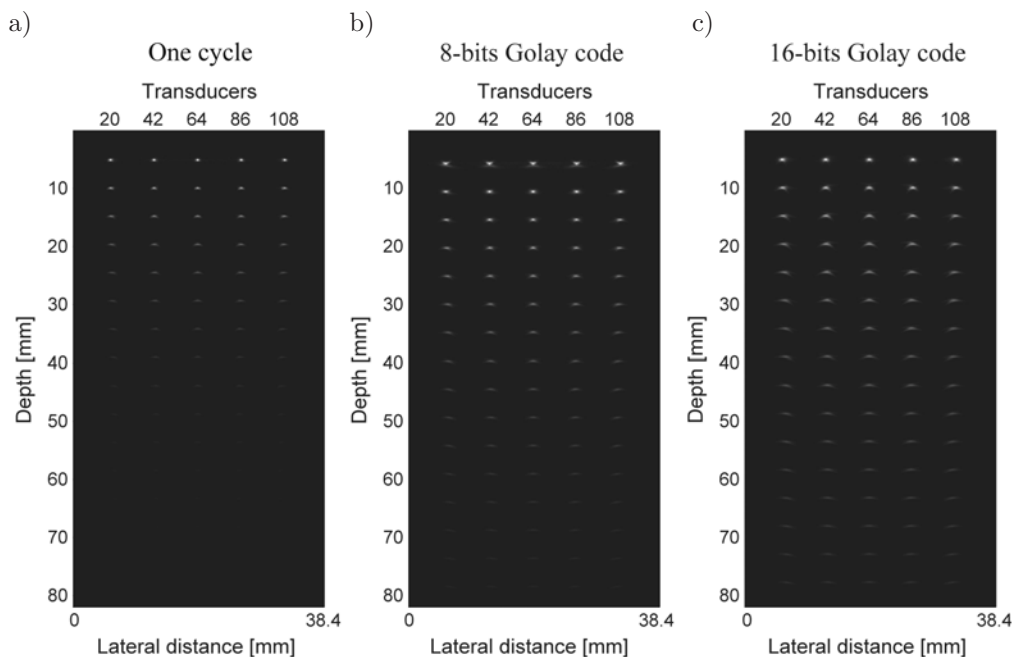 a)
One cycle
Transducers
20 42 64 86 108
10
20
30
40
50
60
70
80
Depth [mm]
0 38.4
Lateral distance [mm]
b)
8-bits Golay code
Transducers
20 42 64 86 108
10
20
30
40
50
60
70
80
Depth [mm]
0 38.4
Lateral distance [mm]
c)
16-bits Golay code
Transducers
20 42 64 86 108
10
20
30
40
50
60
70
80
Depth [mm]
0 38.4
Lateral distance [mm]